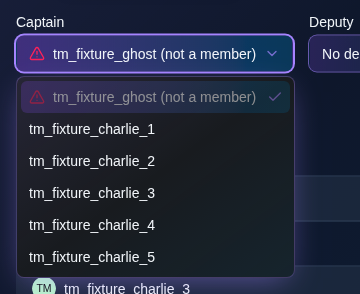 Captain
Deputy
tm_fixture_ghost (not a member)
No de
tm_fixture_ghost (not a member)
tm_fixture_charlie_1
tm_fixture_charlie_2
tm_fixture_charlie_3
tm_fixture_charlie_4
tm_fixture_charlie_5
TM tm_fixture_charlie_3